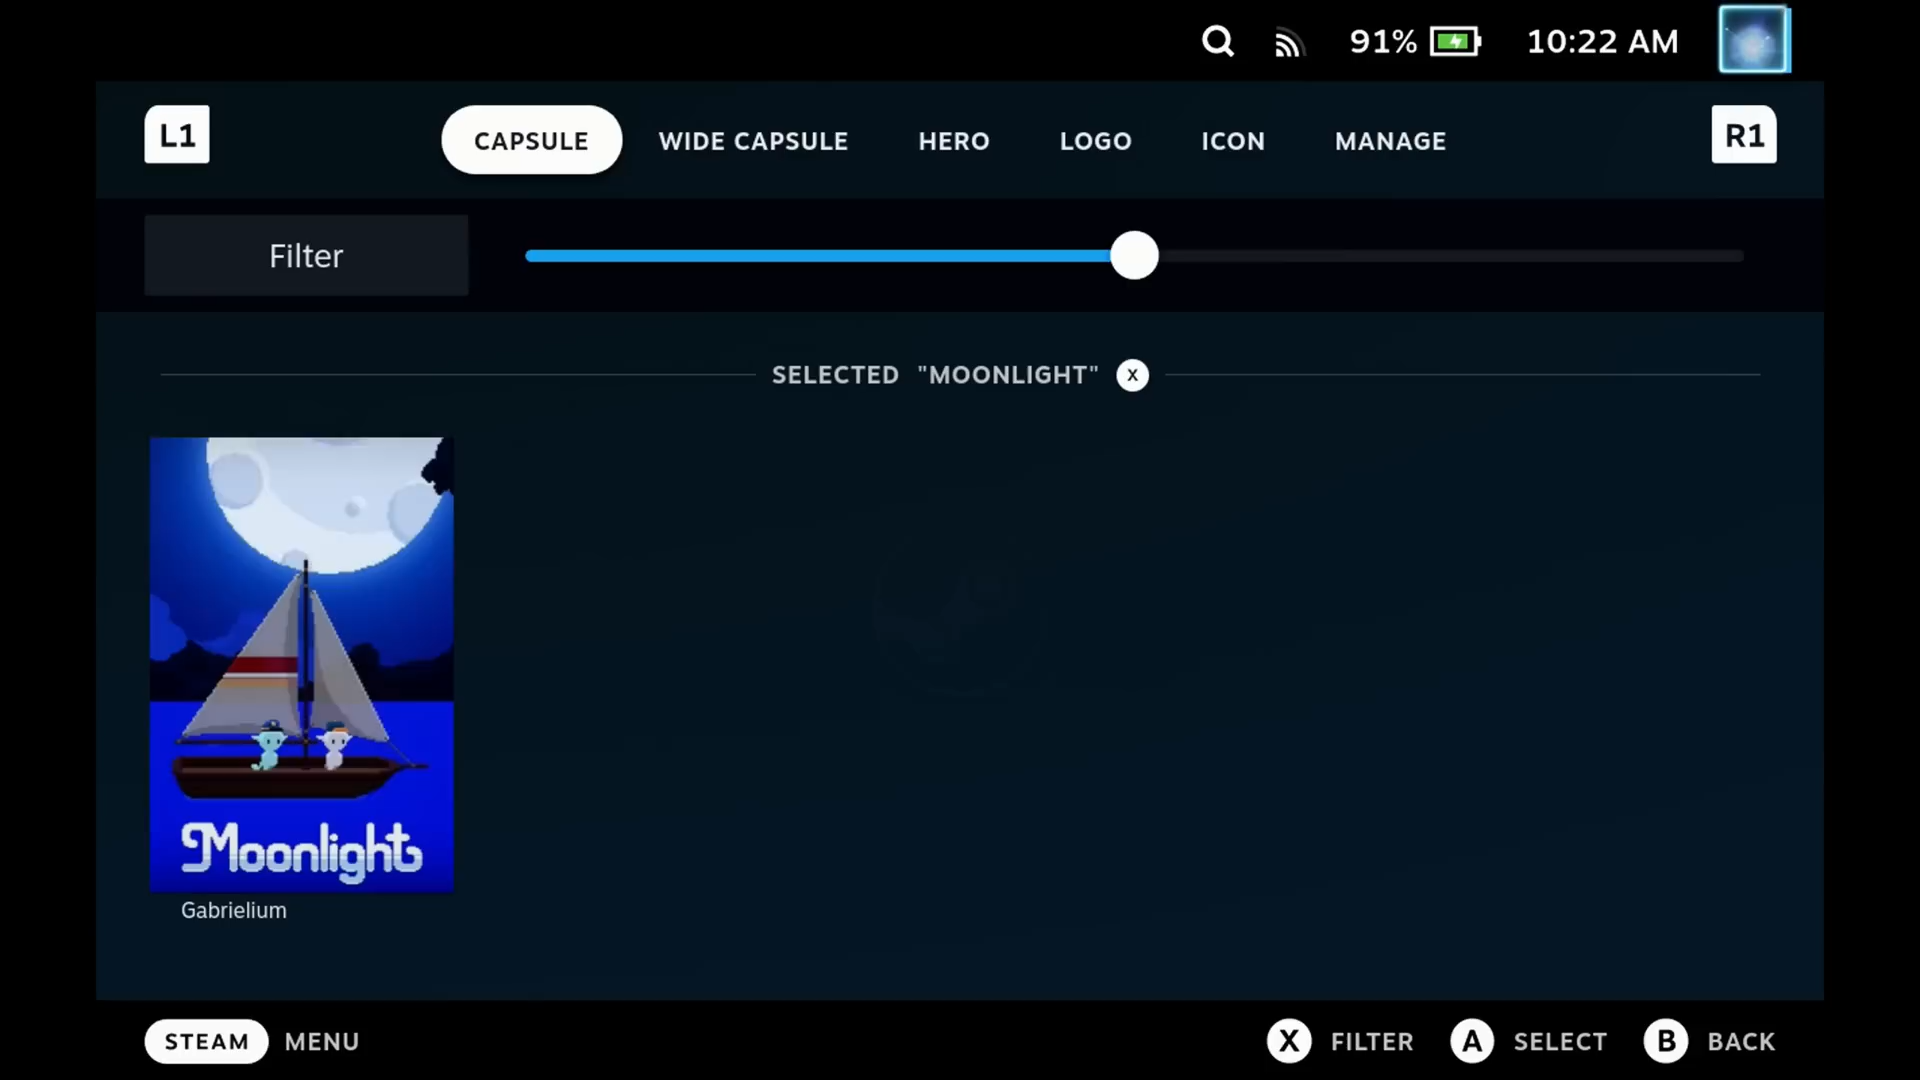 91% 10:22 AM
L1 CAPSULE WIDE CAPSULE HERO LOGO ICON MANAGE R1
Filter
SELECTED "MOONLIGHT" X
Moonlight
Gabrielium
STEAM MENU X FILTER A SELECT B BACK